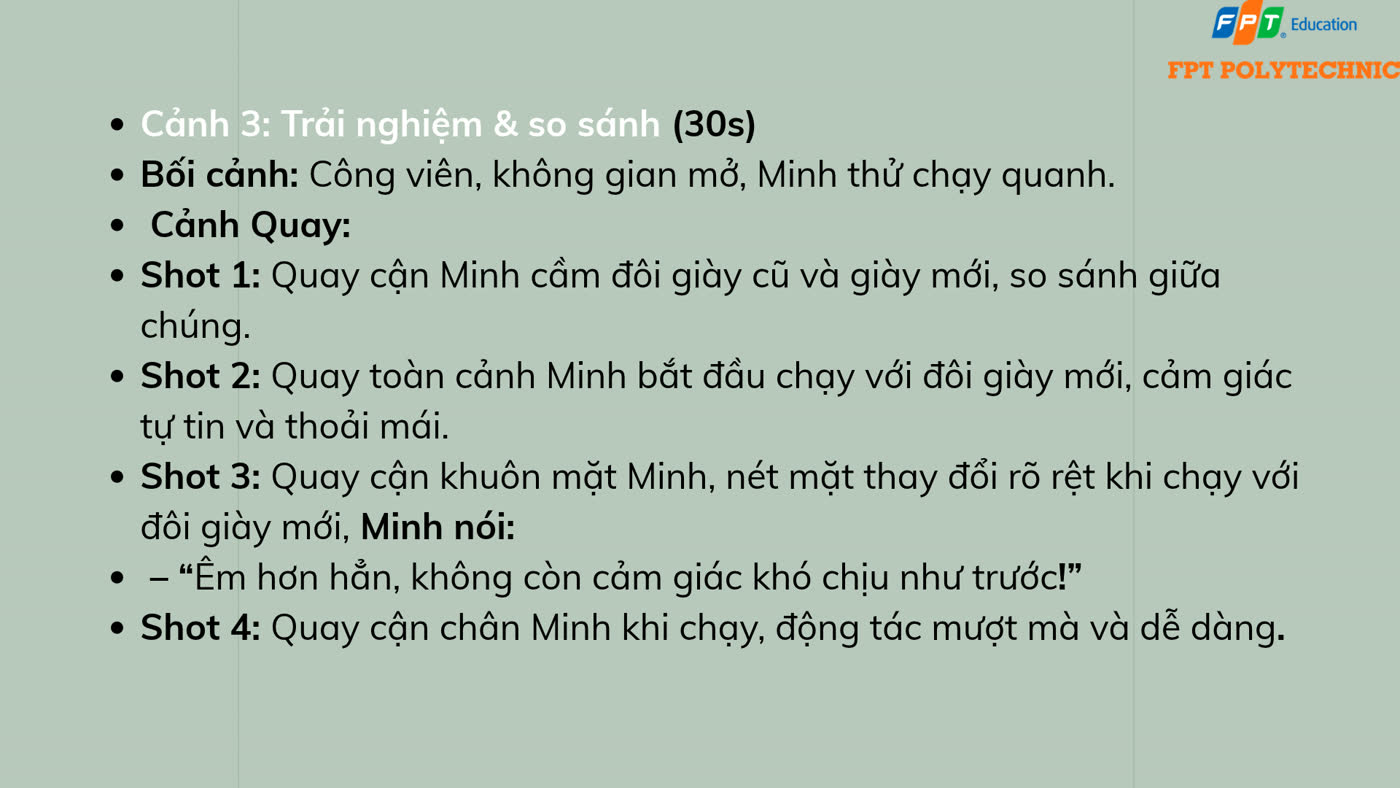 FPT Education
FPT POLYTECHNIC
• Cảnh 3: Trải nghiệm & so sánh (30s)
• Bối cảnh: Công viên, không gian mở, Minh thử chạy quanh.
• Cảnh Quay:
• Shot 1: Quay cận Minh cầm đôi giày cũ và giày mới, so sánh giữa
chúng.
• Shot 2: Quay toàn cảnh Minh bắt đầu chạy với đôi giày mới, cảm giác
tự tin và thoải mái.
• Shot 3: Quay cận khuôn mặt Minh, nét mặt thay đổi rõ rệt khi chạy với
đôi giày mới, Minh nói:
• – “Êm hơn hẳn, không còn cảm giác khó chịu như trước!”
• Shot 4: Quay cận chân Minh khi chạy, động tác mượt mà và dễ dàng.